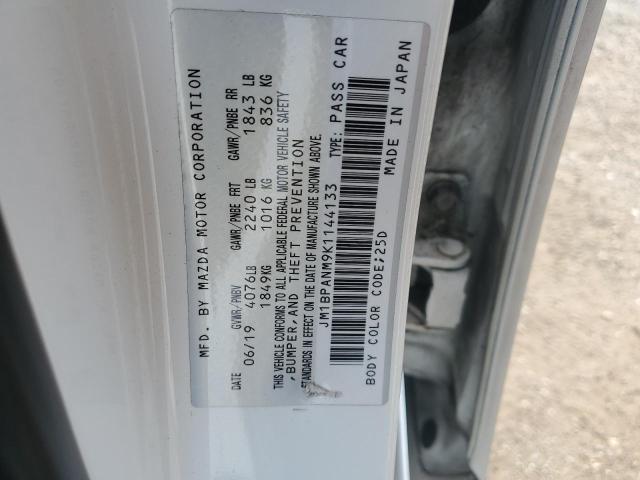 MFD. BY MAZDA MOTOR CORPORATION
DATE GVWR/PNBV GAWR/PNBE FRT GAWR/PNBE RR
06/19 4076LB 2240 LB 1843 LB
1849KG 1016 KG 836 KG
THIS VEHICLE CONFORMS TO ALL APPLICABLE FEDERAL MOTOR VEHICLE SAFETY
,BUMPER,AND THEFT PREVENTION
STANDARDS IN EFFECT ON THE DATE OF MANUFACTURE SHOWN ABOVE.
JM1BPANM9K1144133 TYPE: PASS CAR
BODY COLOR CODE;25D MADE IN JAPAN